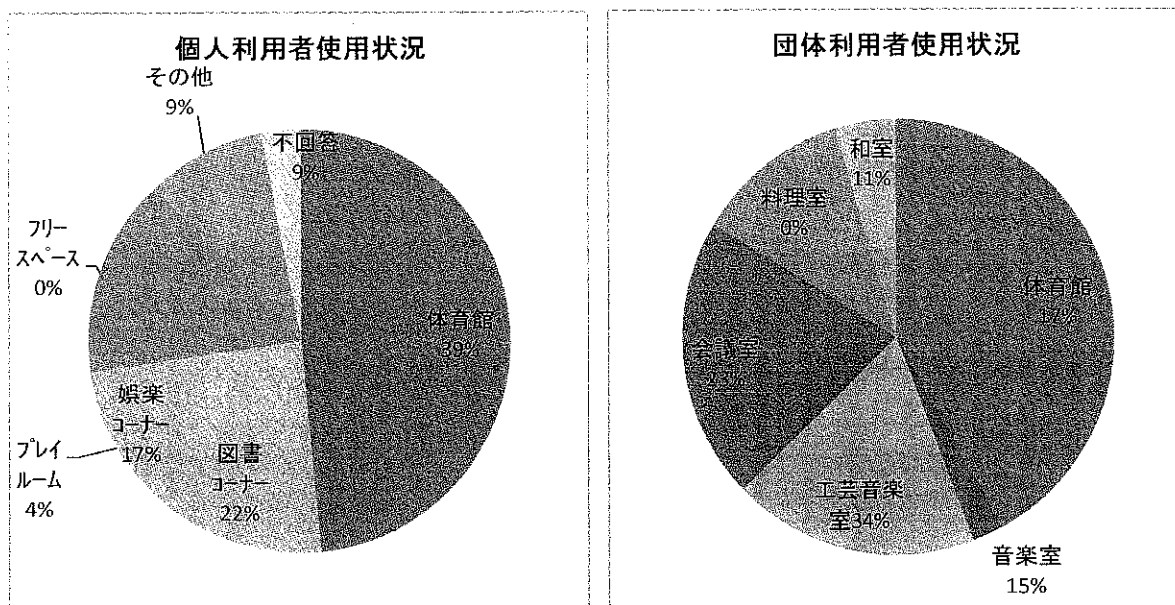 個人利用者使用状況
その他
9%
不回答
9%
フリー
スペース
0%
体育館
39%
娯楽
コーナー
17%
プレイ
ルーム
4%
図書
コーナー
22%
団体利用者使用状況
和室
11%
料理室
0%
体育館
17%
会議室
23%
工芸音楽
室34%
音楽室
15%